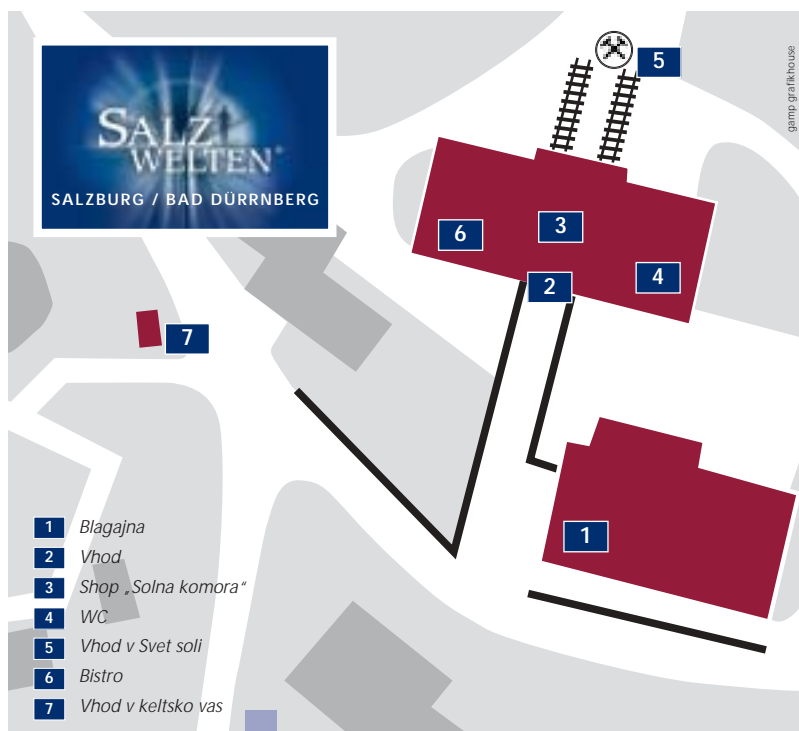 SALZ
WELTEN®
SALZBURG / BAD DÜRRNBERG
5
gamp grafikhouse
3
6
4
2
7
1
1 Blagajna
2 Vhod
3 Shop „Solna komora“
4 WC
5 Vhod v Svet soli
6 Bistro
7 Vhod v keltsko vas